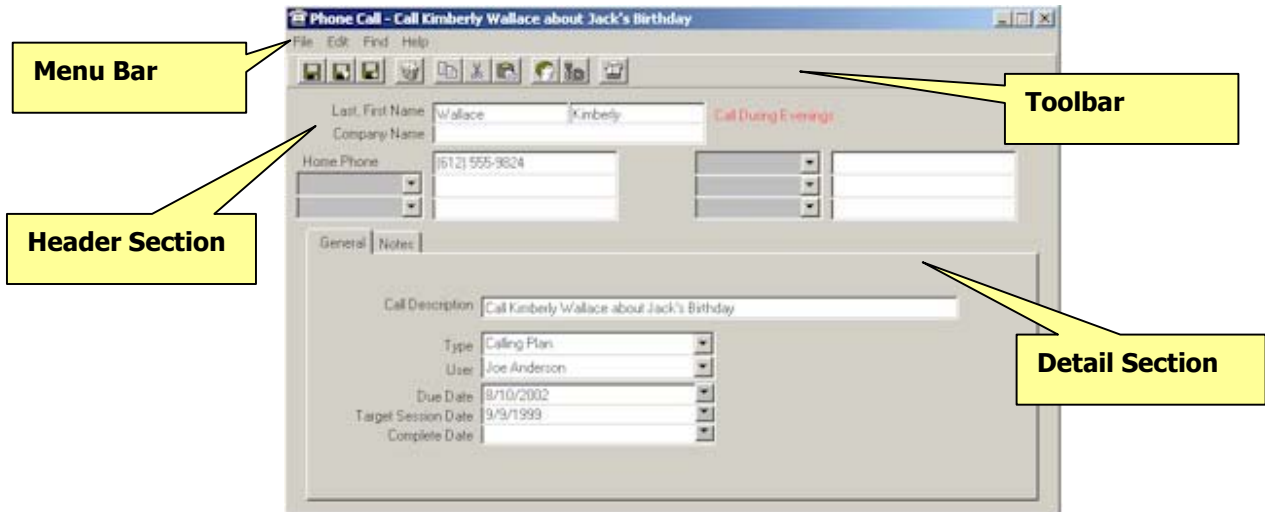 Phone Call - Call Kimberly Wallace about Jack's Birthday
File Edit Find Help
Menu Bar
Toolbar
Last, First Name Wallace Kimberly Call During Evenings
Company Name
Home Phone (612) 555-9824
Header Section
General Notes
Call Description Call Kimberly Wallace about Jack's Birthday
Type Calling Plan
User Joe Anderson
Detail Section
Due Date 8/10/2002
Target Session Date 9/9/1999
Complete Date